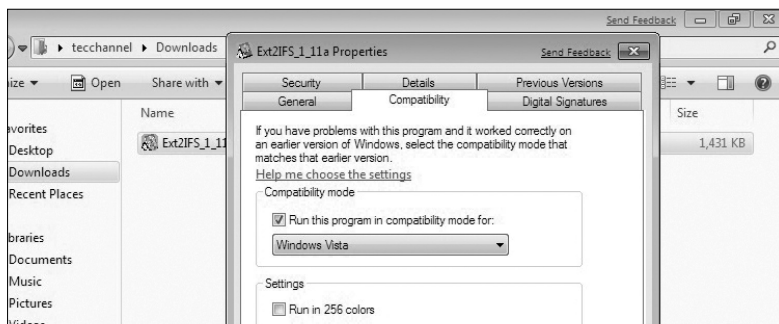 Send Feedback
tecchannel Downloads
Ext2IFS_1_11a Properties
Send Feedback
Open
Share with
Security
Details
Previous Versions
General
Compatibility
Digital Signatures
Name
Size
Ext2IFS_1_11
1,431 KB
Desktop
Downloads
Recent Places
Documents
Music
Pictures
If you have problems with this program and it worked correctly on
an earlier version of Windows, select the compatibility mode that
matches that earlier version.
Help me choose the settings
Compatibility mode
Run this program in compatibility mode for:
Windows Vista
Settings
Run in 256 colors